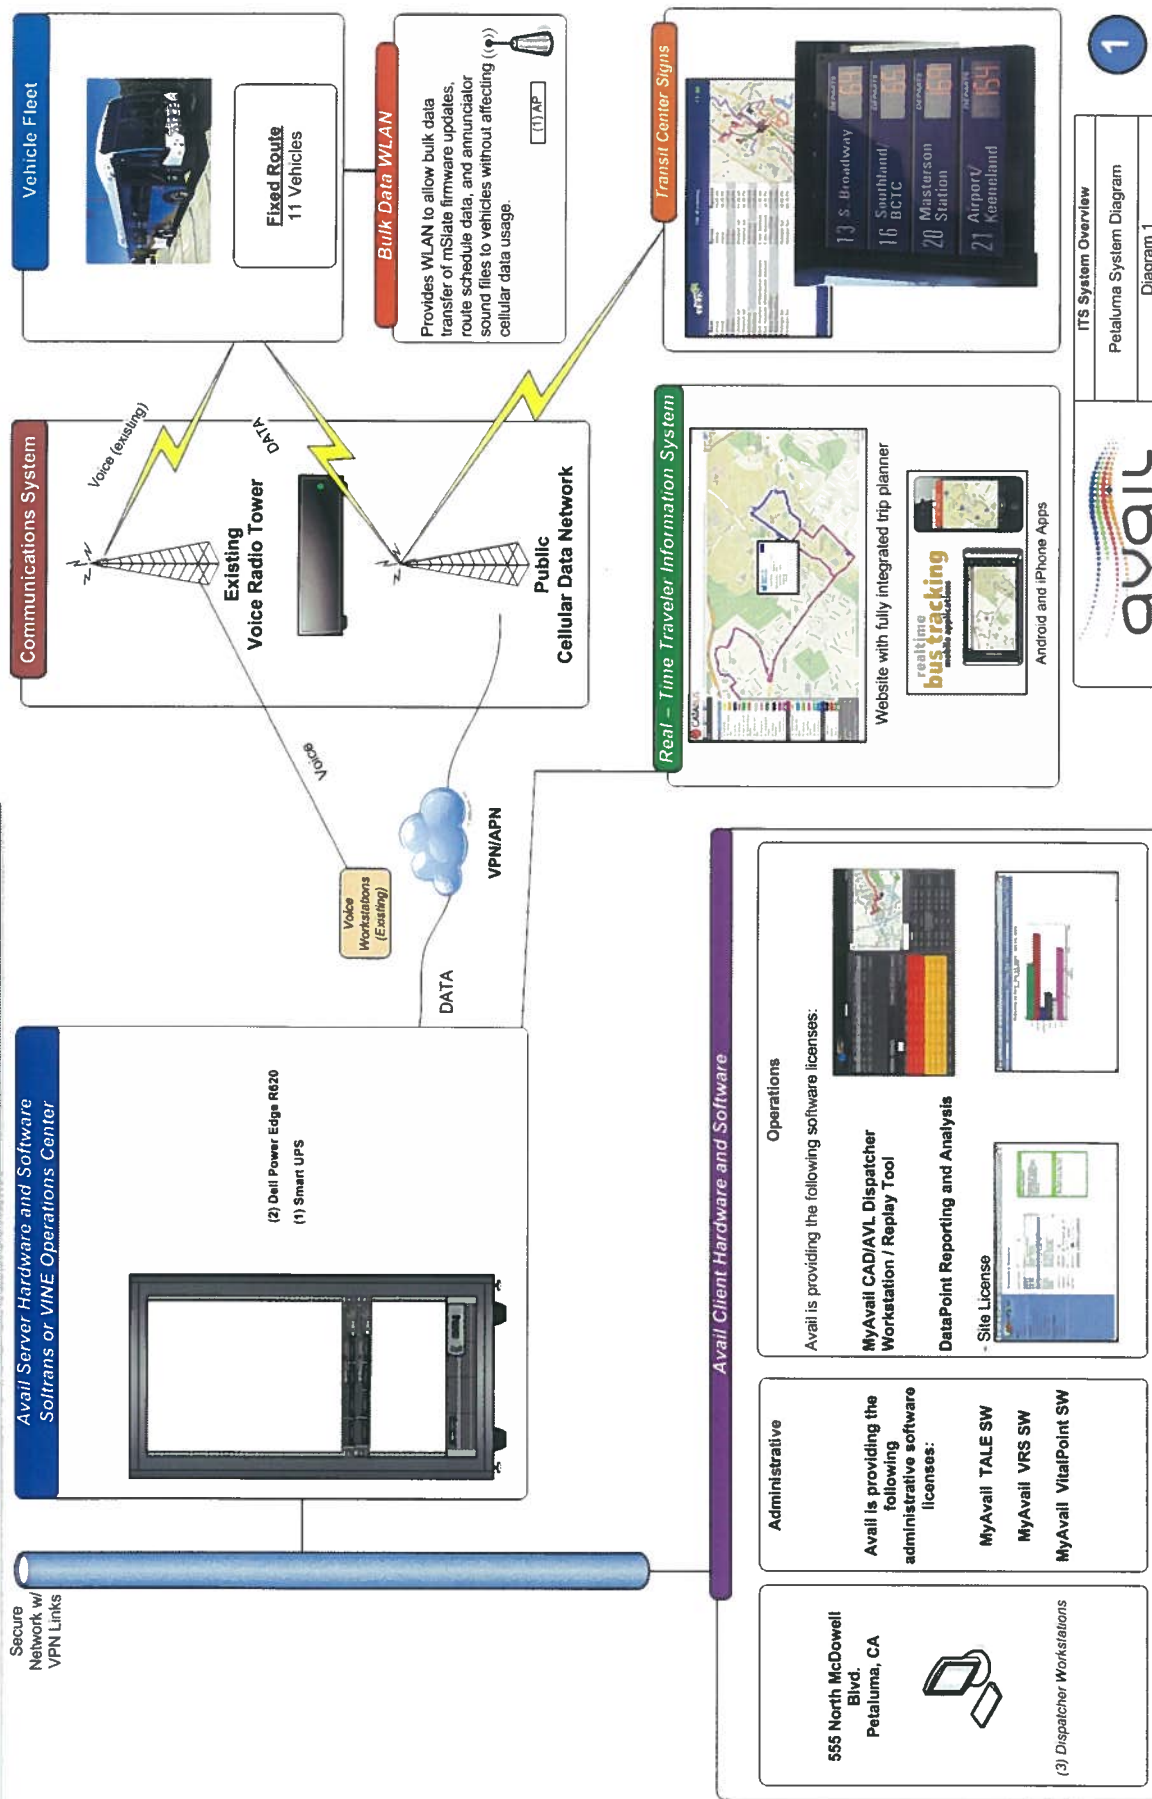 Secure
Network w/
VPN Links
Avail Server Hardware and Software
Soltrans or VINE Operations Center
(2) Dell Power Edge R620
(1) Smart UPS
Communications System
Voice (existing)
Existing
Voice Radio Tower
DATA
Public
Cellular Data Network
Voice
Voice
Workstations
(Existing)
VPN/APN
DATA
Vehicle Fleet
Fixed Route
11 Vehicles
Bulk Data WLAN
Provides WLAN to allow bulk data
transfer of mSlate firmware updates,
route schedule data, and annunciator
sound files to vehicles without affecting
cellular data usage.
(1) AP
Avail Client Hardware and Software
555 North McDowell
Blvd.
Petaluma, CA
(3) Dispatcher Workstations
Administrative
Avail is providing the
following
administrative software
licenses:
MyAvail TALE SW
MyAvail VRS SW
MyAvail VitalPoint SW
Operations
Avail is providing the following software licenses:
MyAvail CAD/AVL Dispatcher
Workstation / Replay Tool
DataPoint Reporting and Analysis
- Site License
Real – Time Traveler Information System
Website with fully integrated trip planner
realtime
bus tracking
mobile applications
Android and iPhone Apps
Transit Center Signs
DEPARTS
13 S. Broadway
DEPARTS
16 Southland/
BCTC
DEPARTS
20 Masterson
Station
DEPARTS
21 Airport/
Keeneland
avail
ITS System Overview
Petaluma System Diagram
Diagram 1
1